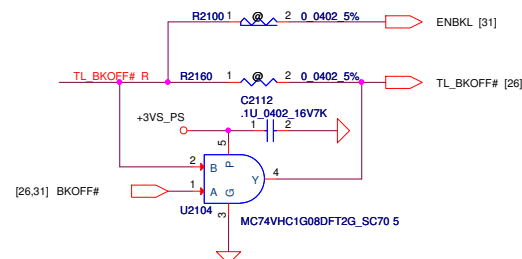 R2100 1 @ 2 0_0402_5% ENBKL [31]
TL_BKOFF#_R R2160 1 @ 2 0_0402_5% TL_BKOFF# [26]
C2112
.1U_0402_16V7K
+3VS_PS 1 2
5
2 B P
Y 4
[26,31] BKOFF# 1 A G
U2104 3 MC74VHC1G08DFT2G_SC70 5